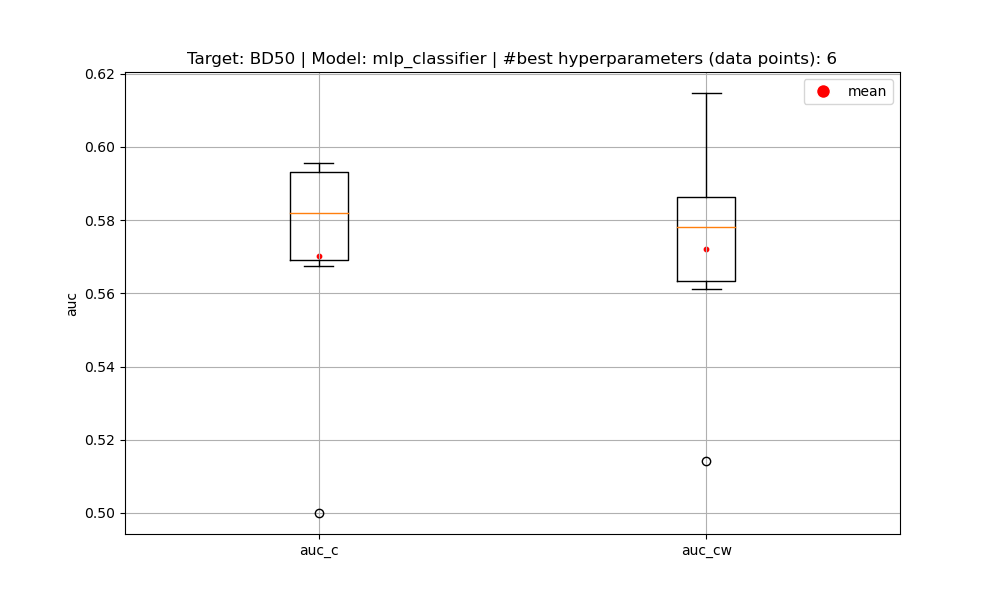 Target: BD50 | Model: mlp_classifier | #best hyperparameters (data points): 6
mean
0.62
0.60
0.58
0.56
0.54
0.52
0.50
auc
auc_c
auc_cw